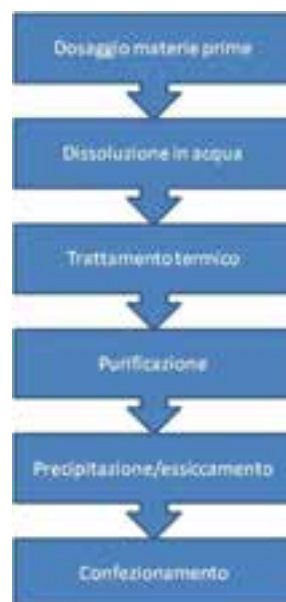 Dosaggio materie prime
Dissoluzione in acqua
Trattamento termico
Purificazione
Precipitazione/essiccamento
Confezionamento